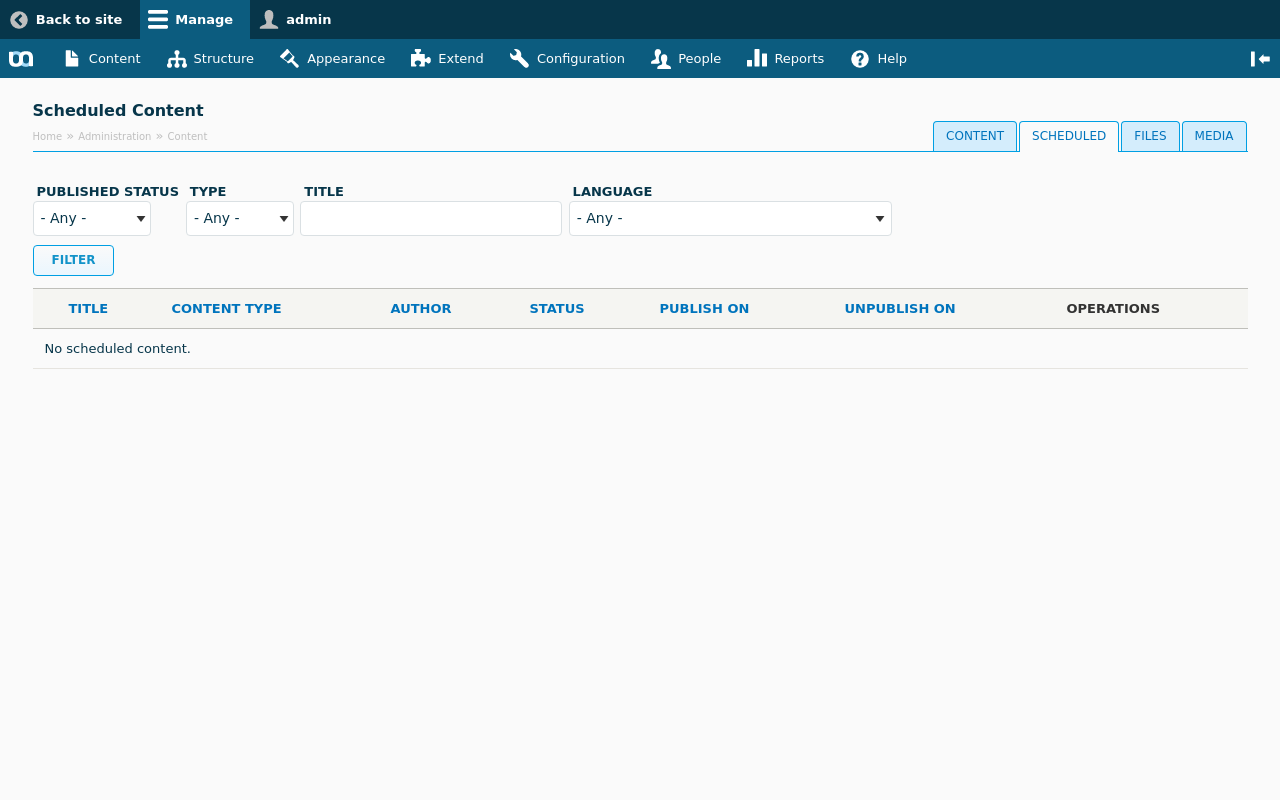 Back to site Manage admin
Content Structure Appearance Extend Configuration People Reports Help
Scheduled Content
Home » Administration » Content
CONTENT SCHEDULED FILES MEDIA
PUBLISHED STATUS TYPE TITLE LANGUAGE
- Any - - Any - - Any -
FILTER
TITLE CONTENT TYPE AUTHOR STATUS PUBLISH ON UNPUBLISH ON OPERATIONS
No scheduled content.